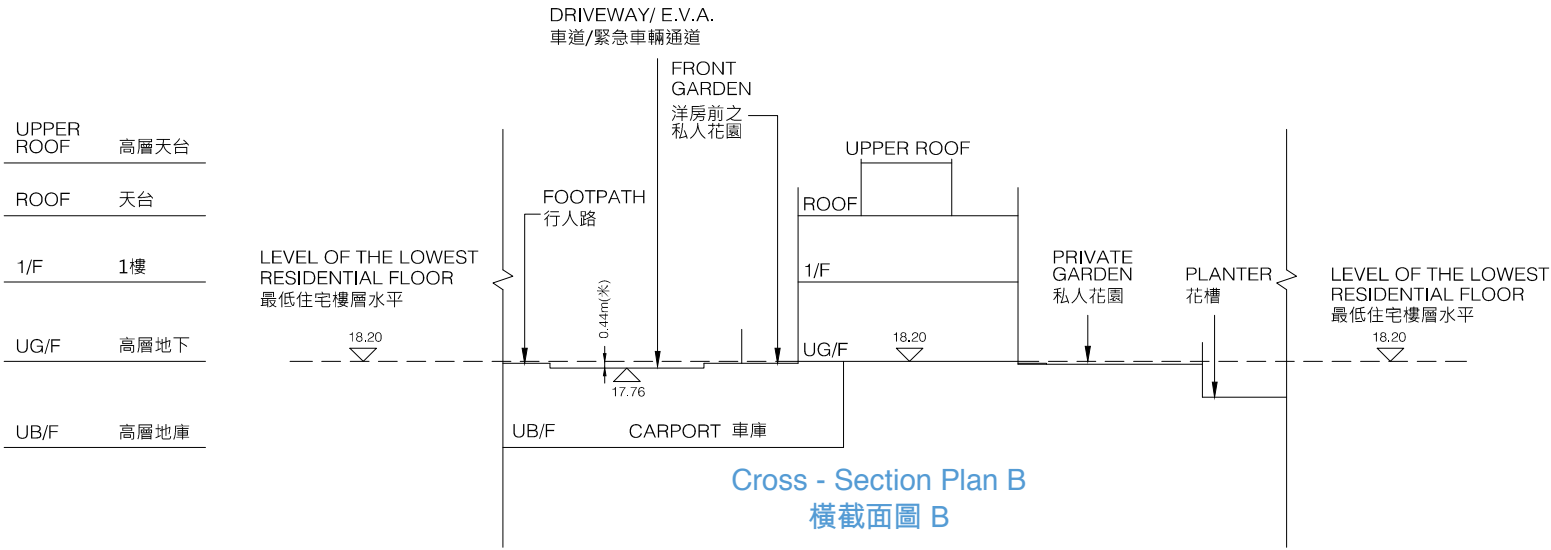 DRIVEWAY/ E.V.A.
車道/緊急車輛通道
FRONT
GARDEN
洋房前之
私人花園
UPPER
ROOF 高層天台
ROOF 天台
1/F 1樓
UG/F 高層地下
UB/F 高層地庫
LEVEL OF THE LOWEST
RESIDENTIAL FLOOR
最低住宅樓層水平
18.20
FOOTPATH
行人路
0.44m(米)
17.76
UPPER ROOF
ROOF
1/F
UG/F
18.20
UB/F CARPORT 車庫
PRIVATE
GARDEN
私人花園
PLANTER
花槽
LEVEL OF THE LOWEST
RESIDENTIAL FLOOR
最低住宅樓層水平
18.20
Cross - Section Plan B
橫截面圖 B